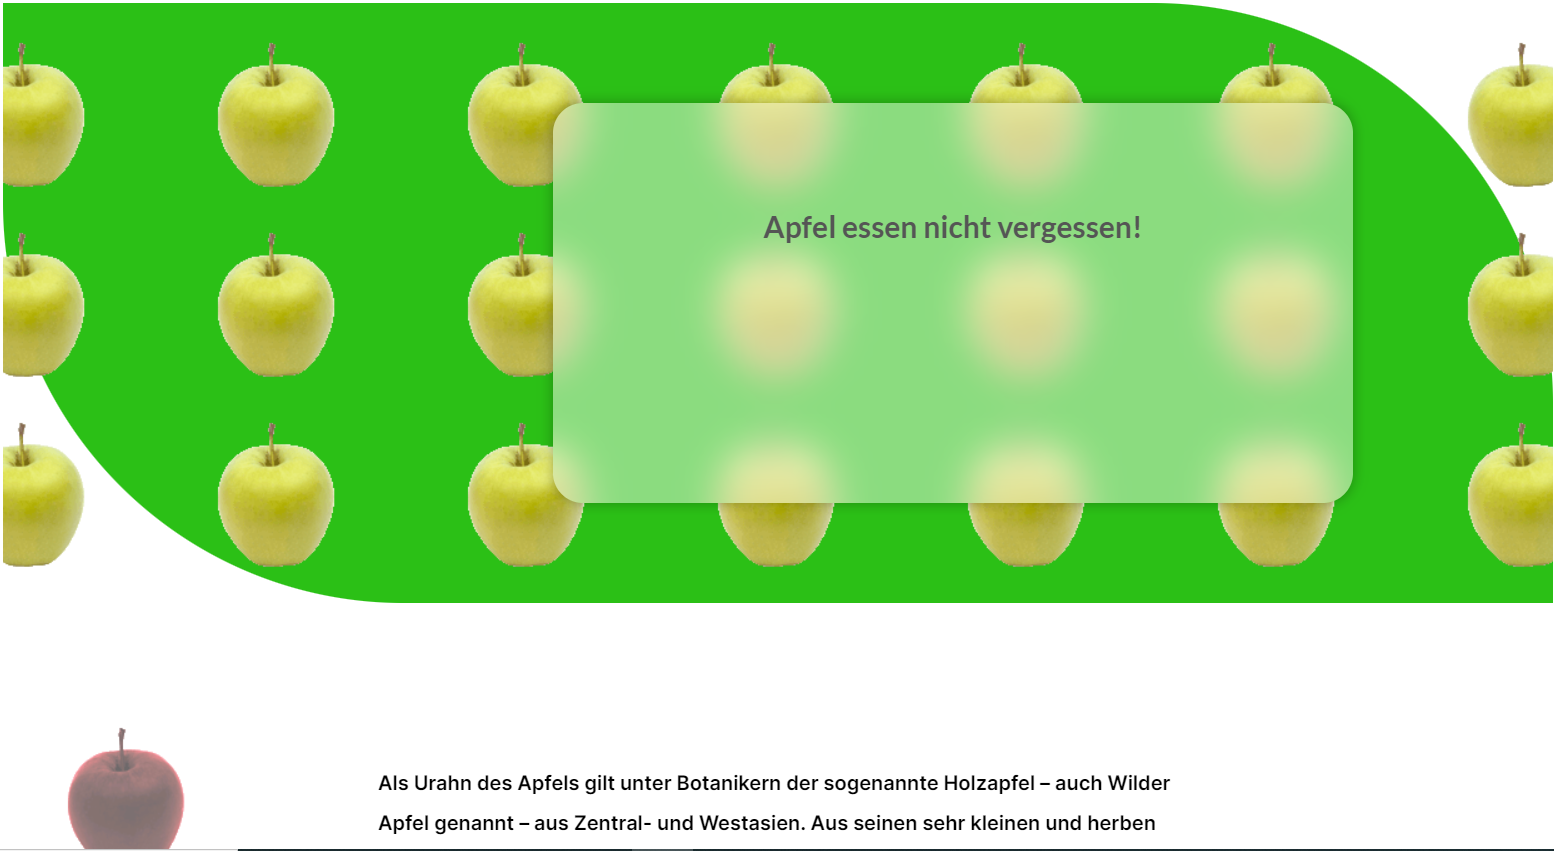 Apfel essen nicht vergessen!
Als Urahn des Apfels gilt unter Botanikern der sogenannte Holzapfel – auch Wilder
Apfel genannt – aus Zentral- und Westasien. Aus seinen sehr kleinen und herben